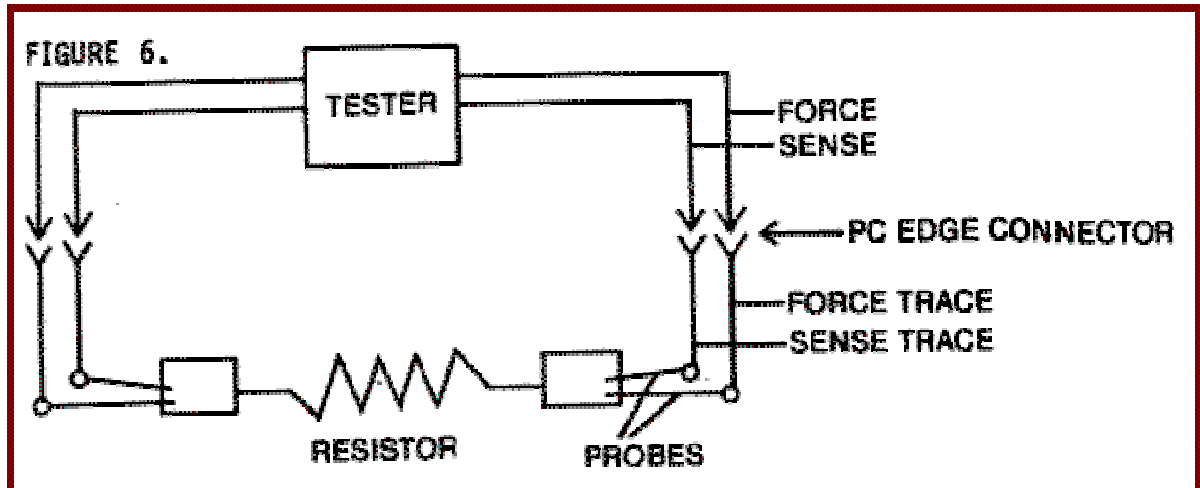 FIGURE 6.
TESTER
FORCE
SENSE
PC EDGE CONNECTOR
FORCE TRACE
SENSE TRACE
RESISTOR
PROBES